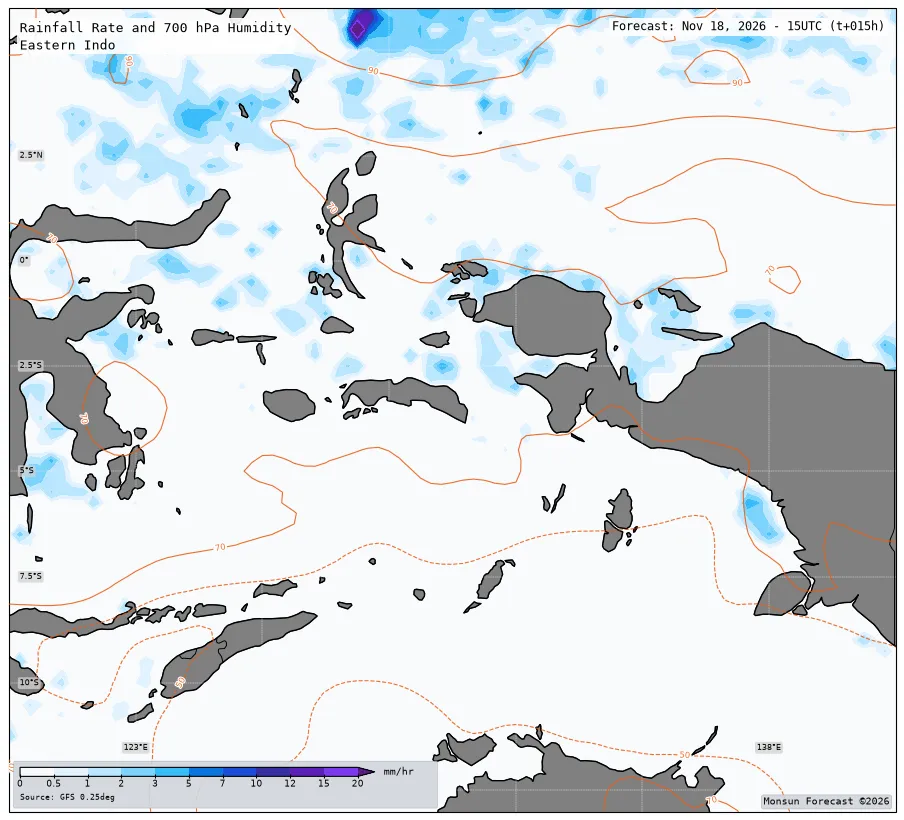 Rainfall Rate and 700 hPa Humidity
Eastern Indo
Forecast: Nov 18, 2026 - 15UTC (t+015h)
90
90
90
2.5°N
70
70
0°
70
2.5°S
70
5°S
70
7.5°S
50
10°S
123°E
138°E
50
70
0 0.5 1 2 3 5 7 10 12 15 20 mm/hr
Source: GFS 0.25deg
Monsun Forecast ©2026